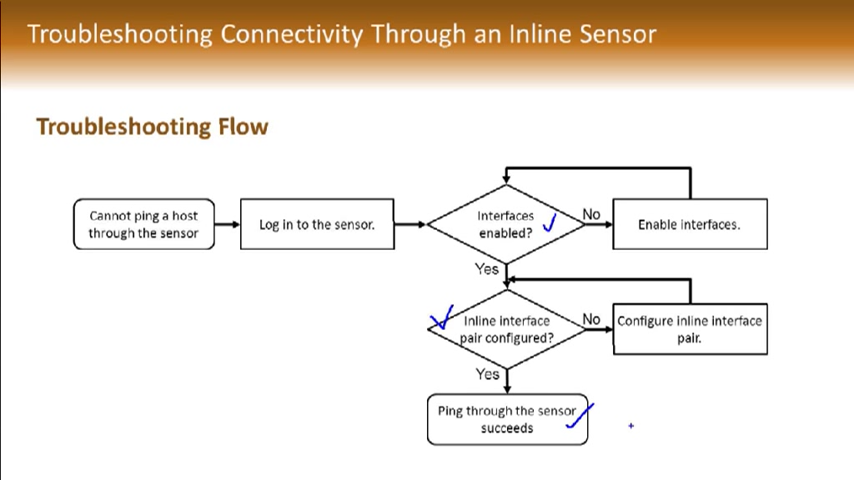 Troubleshooting Connectivity Through an Inline Sensor
Troubleshooting Flow
Cannot ping a host
through the sensor
Log in to the sensor.
Interfaces
enabled?
No
Enable interfaces.
Yes
Inline interface
pair configured?
No
Configure inline interface
pair.
Yes
Ping through the sensor
succeeds